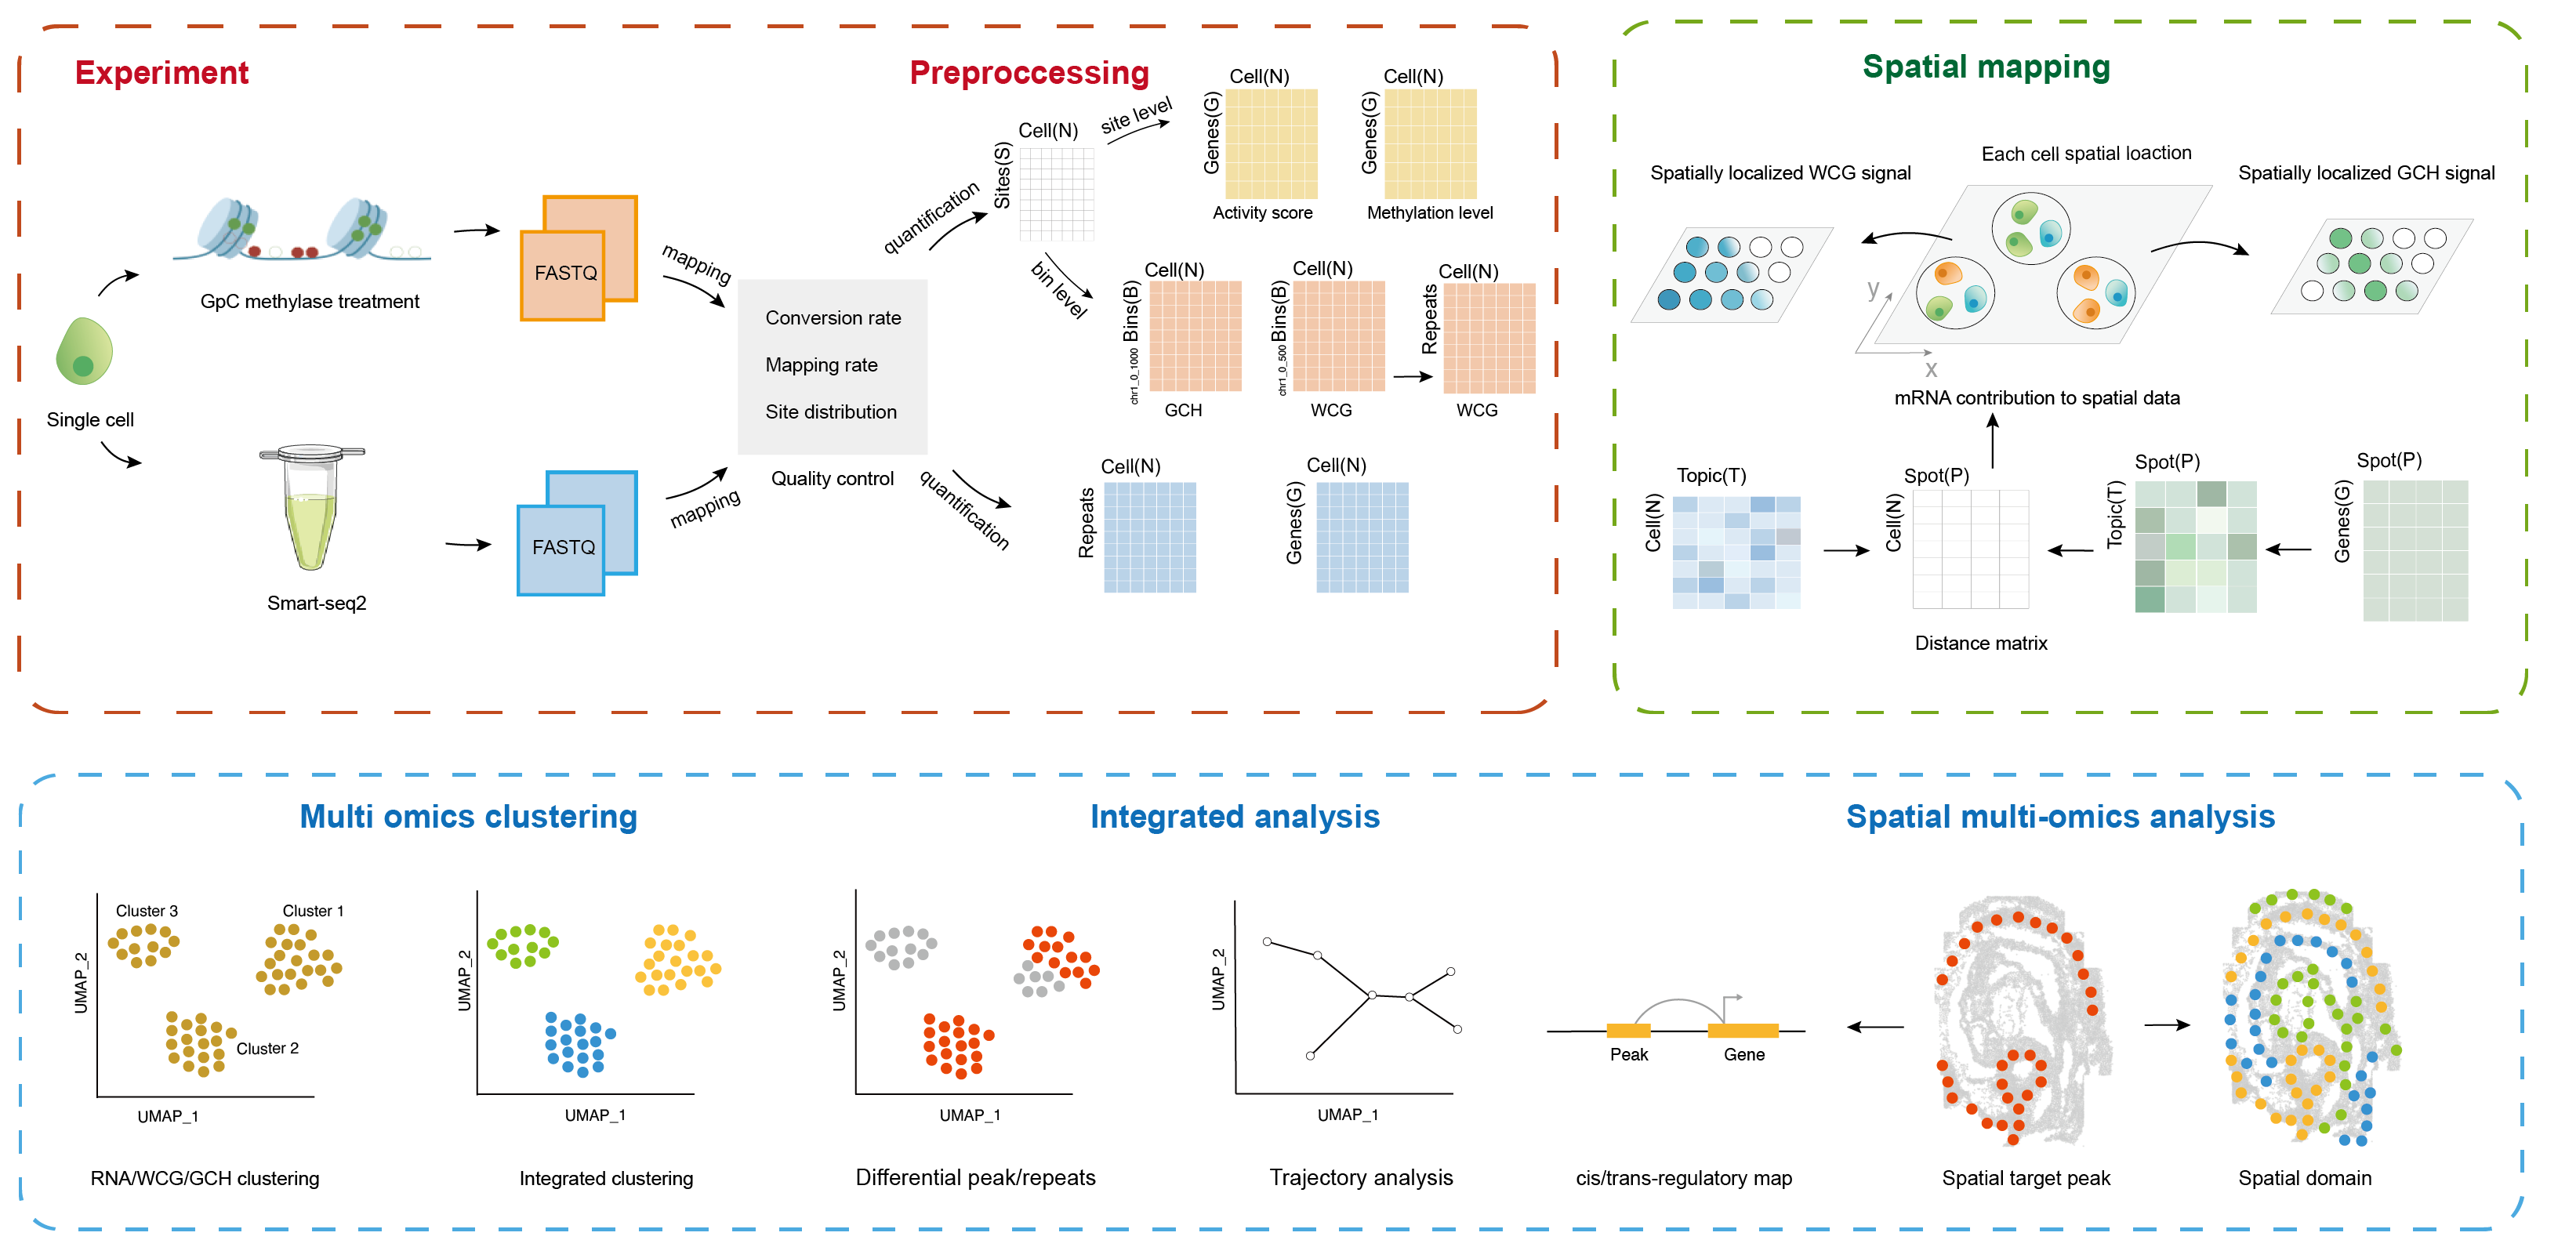 Experiment
Preproccessing
Single cell
GpC methylase treatment
Smart-seq2
FASTQ
FASTQ
mapping
mapping
Conversion rate
Mapping rate
Site distribution
Quality control
quantification
quantification
Cell(N)
Sites(S)
site level
bin level
Cell(N)
Genes(G)
Activity score
Cell(N)
Genes(G)
Methylation level
Cell(N)
chr1_0_1000 Bins(B)
GCH
Cell(N)
chr1_0_500 Bins(B)
WCG
Cell(N)
Repeats
WCG
Cell(N)
Repeats
Cell(N)
Genes(G)
Spatial mapping
Spatially localized WCG signal
Each cell spatial loaction
Spatially localized GCH signal
y
x
mRNA contribution to spatial data
Topic(T)
Cell(N)
Spot(P)
Cell(N)
Distance matrix
Spot(P)
Topic(T)
Spot(P)
Genes(G)
Multi omics clustering
Integrated analysis
Spatial multi-omics analysis
Cluster 3
Cluster 1
Cluster 2
UMAP_2
UMAP_1
RNA/WCG/GCH clustering
UMAP_2
UMAP_1
Integrated clustering
UMAP_2
UMAP_1
Differential peak/repeats
UMAP_2
UMAP_1
Trajectory analysis
Peak
Gene
cis/trans-regulatory map
Spatial target peak
Spatial domain